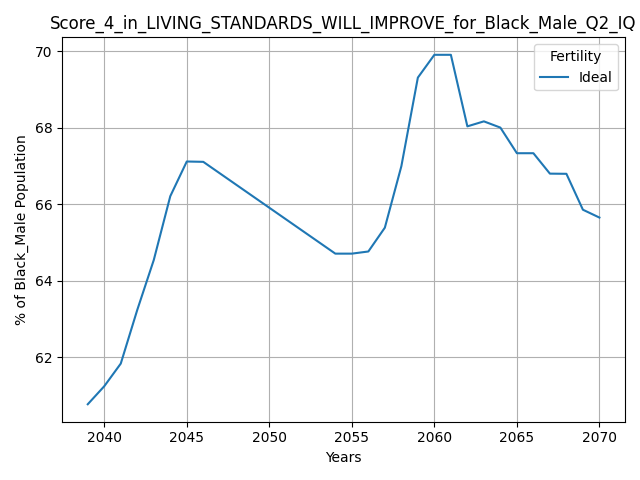 Score_4_in_LIVING_STANDARDS_WILL_IMPROVE_for_Black_Male_Q2_IQ
Fertility
Ideal
% of Black_Male Population
70
68
66
64
62
2040 2045 2050 2055 2060 2065 2070
Years